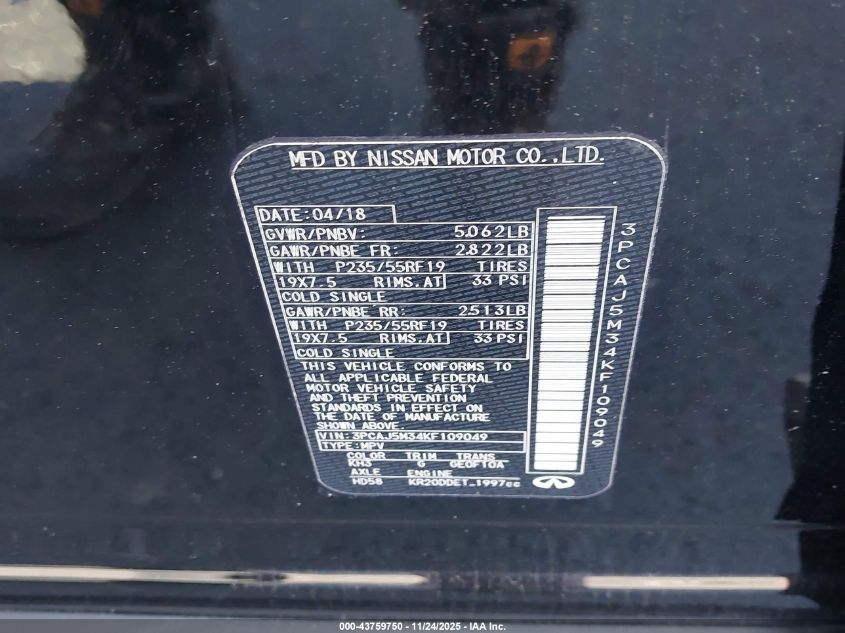 MFD BY NISSAN MOTOR CO.,LTD.
DATE: 04/18
GVWR/PNBV: 5.062LB
GAWR/PNBE FR: 2.822LB
WITH P235/55RF19 TIRES
19X7.5 RIMS.AT 33 PSI
COLD SINGLE
GAWR/PNBE RR: 2.513LB
WITH P235/55RF19 TIRES
19X7.5 RIMS.AT 33 PSI
COLD SINGLE
THIS VEHICLE CONFORMS TO
ALL APPLICABLE FEDERAL
MOTOR VEHICLE SAFETY
AND THEFT PREVENTION
STANDARDS IN EFFECT ON
THE DATE OF MANUFACTURE
SHOWN ABOVE.
VIN: 3PCAJ5M34KF109049
TYPE: MPV
COLOR TRIM TRANS
KH3 G GE0F10A
AXLE ENGINE
HD58 KR20DDET_1997cc
3PCAJ5M34KF109049
000-43759750 - 11/24/2025 - IAA Inc.